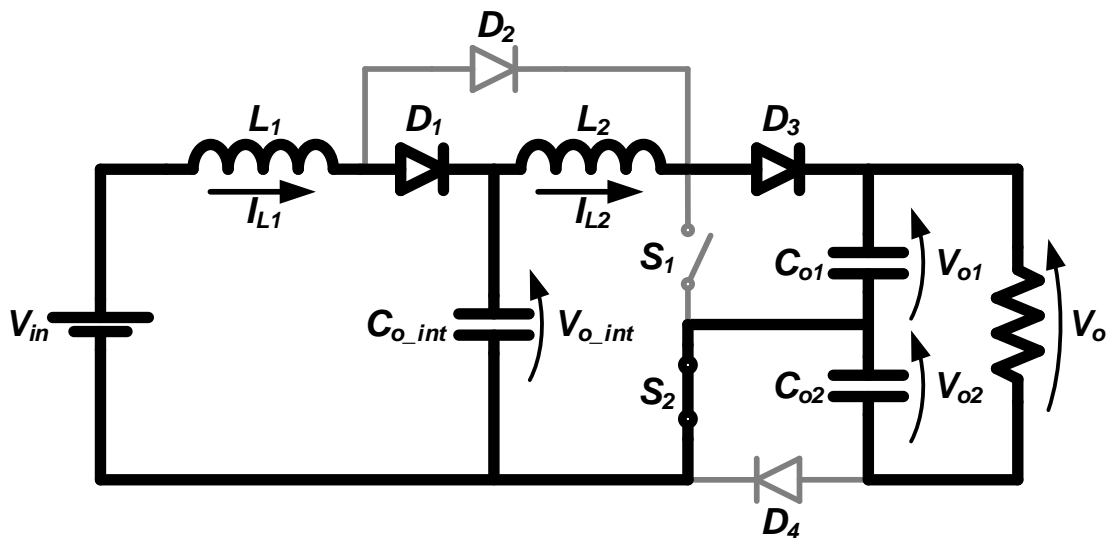 D2
L1
D1
L2
D3
IL1
IL2
S1
Co1
Vo1
Vin
Co_int
Vo_int
Vo
S2
Co2
Vo2
D4